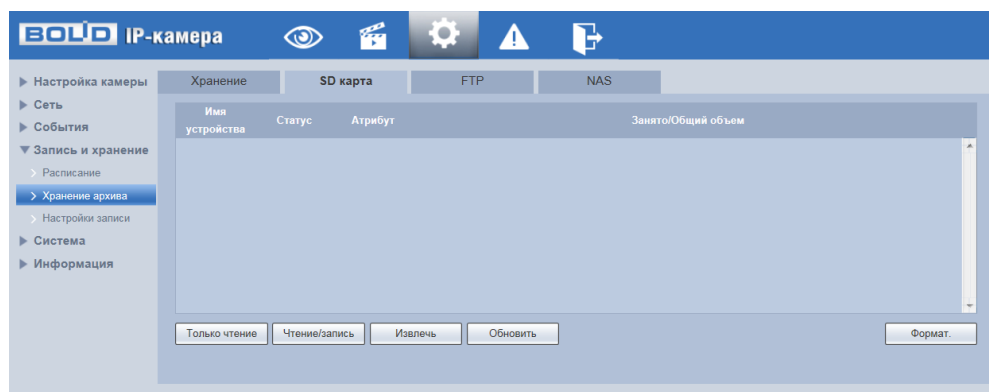 BOLID IP-камера
Настройка камеры
Сеть
События
Запись и хранение
Расписание
Хранение архива
Настройки записи
Система
Информация
Хранение SD карта FTP NAS
Имя устройства Статус Атрибут Занято/Общий объем
Только чтение Чтение/запись Извлечь Обновить Формат.